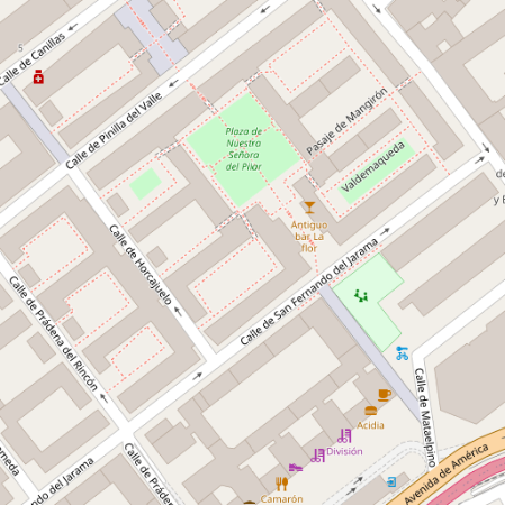 Calle de Canillas
5
Calle de Pinilla del Valle
Plaza de
Nuestra
Señora
del Pilar
Pasaje de Mangirón
Valdemaqueda
de
y E
Antiguo
bar La
flor
Calle de Horcajuelo
Calle de San Fernando del Jarama
Calle de Prádena del Rincón
Calle de Mataelpino
Acidia
División
Camarón
Avenida de América
ameda
ndo del Jarama
Calle de Práde